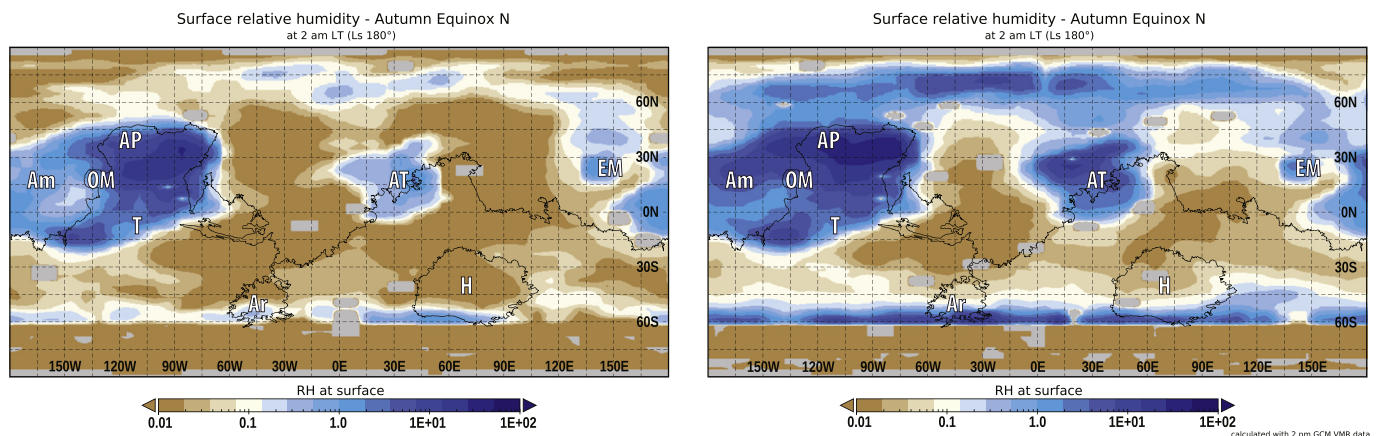 Surface relative humidity - Autumn Equinox N
at 2 am LT (Ls 180°)
AP
60N
Am OM AT EM 30N
T 0N
30S
H
Ar
60S
150W 120W 90W 60W 30W 0E 30E 60E 90E 120E 150E
RH at surface
0.01 0.1 1.0 1E+01 1E+02
Surface relative humidity - Autumn Equinox N
at 2 am LT (Ls 180°)
60N
AP
30N
Am OM AT EM
T 0N
30S
H
Ar
60S
150W 120W 90W 60W 30W 0E 30E 60E 90E 120E 150E
RH at surface
0.01 0.1 1.0 1E+01 1E+02
calculated with 2 pm GCM VMR data